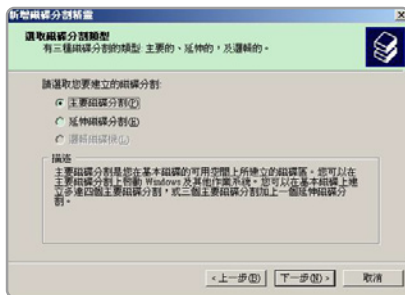 新增磁碟分割精靈
選取磁碟分割類型
有三種磁碟分割的類型: 主要的、延伸的，及邏輯的。
請選取您要建立的磁碟分割:
主要磁碟分割(P)
延伸磁碟分割(E)
邏輯磁碟機(L)
描述
主要磁碟分割是您在基本磁碟的可用空間上所建立的磁碟區。您可以在
主要磁碟分割上啟動 Windows 及其他作業系統。您可以在基本磁碟上建
立多達四個主要磁碟分割，或三個主要磁碟分割加上一個延伸磁碟分
割。
<上一步(B) 下一步(N)> 取消